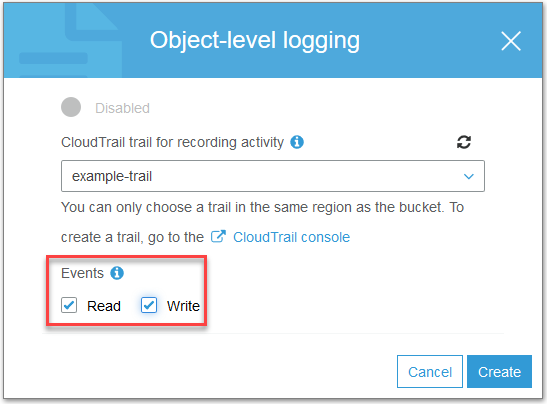 Object-level logging
Disabled
CloudTrail trail for recording activity
example-trail
You can only choose a trail in the same region as the bucket. To
create a trail, go to the CloudTrail console
Events
Read Write
Cancel Create